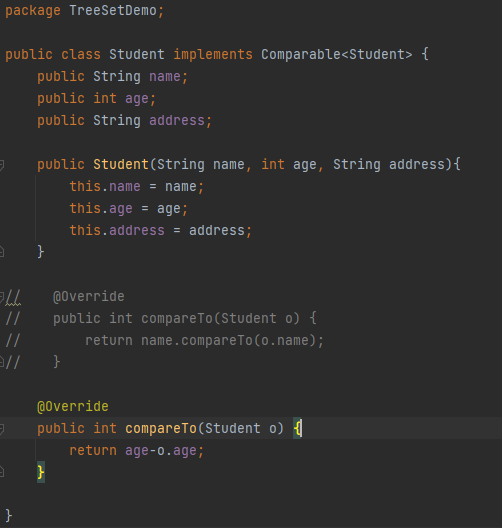 package TreeSetDemo;
public class Student implements Comparable<Student> {
    public String name;
    public int age;
    public String address;
    public Student(String name, int age, String address){
        this.name = name;
        this.age = age;
        this.address = address;
    }
//    @Override
//    public int compareTo(Student o) {
//        return name.compareTo(o.name);
//    }
    @Override
    public int compareTo(Student o) {
        return age-o.age;
    }
}